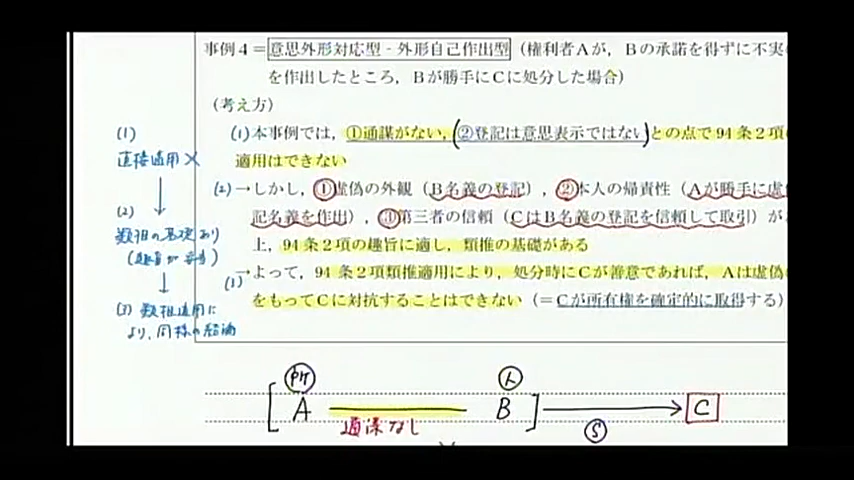 事例4＝意思外形対応型‐外形自己作出型（権利者Aが，Bの承諾を得ずに不実
を作出したところ，Bが勝手にCに処分した場合）
（考え方）
(1)本事例では，①通謀がない，(②登記は意思表示ではない)との点で94条2項
適用はできない
(2)→しかし，①虚偽の外観（B名義の登記），②本人の帰責性（Aが勝手に虚
記名義を作出），③第三者の信頼（CはB名義の登記を信頼して取引）が
上，94条2項の趣旨に適し，類推の基礎がある
(3)→よって，94条2項類推適用により，処分時にCが善意であれば，Aは虚偽
をもってCに対抗することはできない（＝Cが所有権を確定的に取得する）
(1)
直接適用×
↓
(2)
類推の基礎あり
(趣旨が妥当)
↓
(3) 類推適用に
より，同様の結論
[A B] → C
通謀なし
S